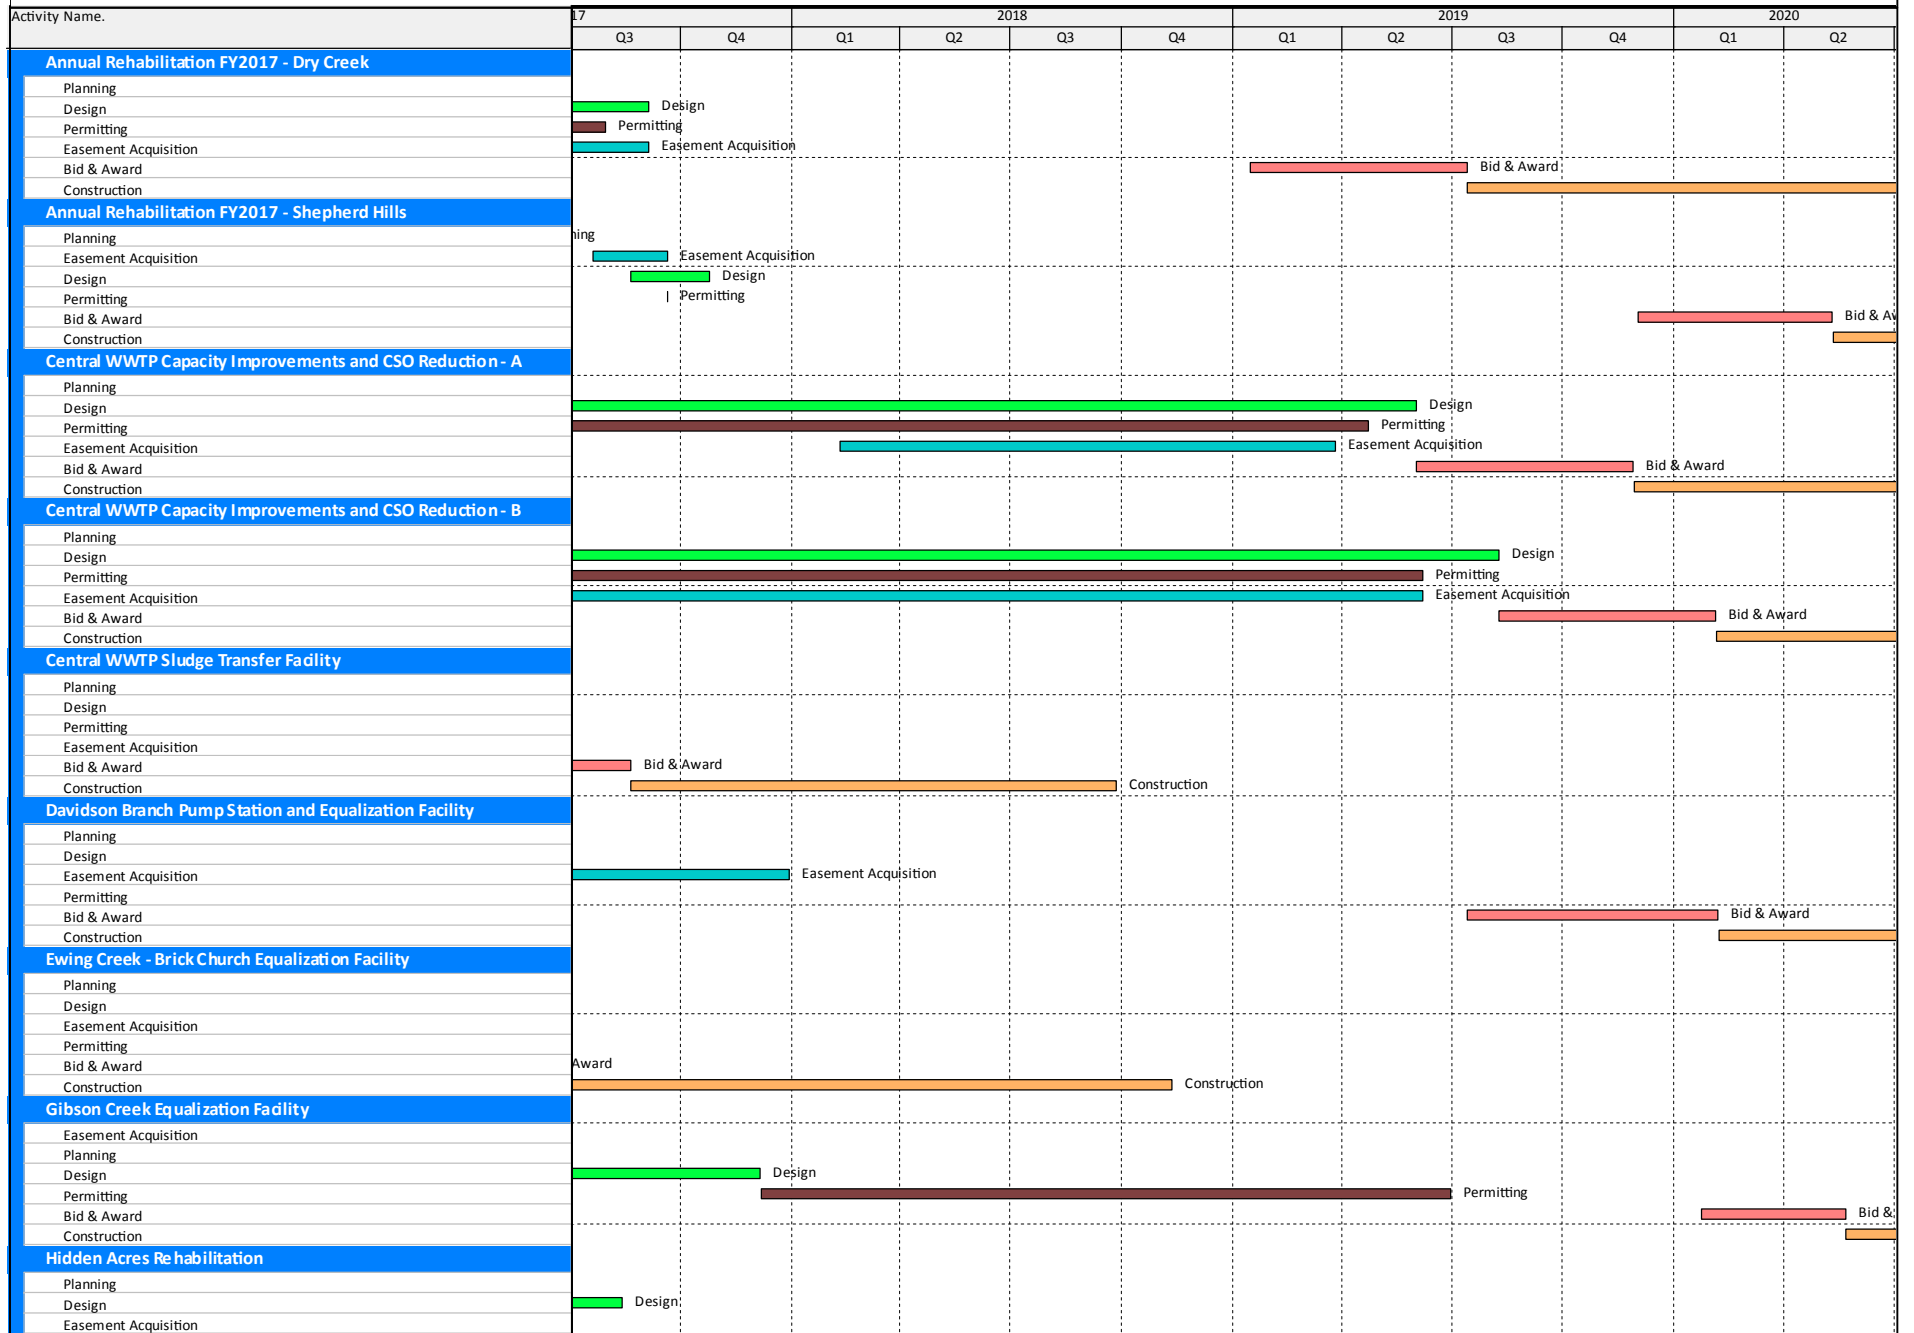 Activity Name.
17 2018 2019 2020
Q3 Q4 Q1 Q2 Q3 Q4 Q1 Q2 Q3 Q4 Q1 Q2
Annual Rehabilitation FY2017 - Dry Creek
Planning
Design Design
Permitting Permitting
Easement Acquisition Easement Acquisition
Bid & Award Bid & Award
Construction
Annual Rehabilitation FY2017 - Shepherd Hills
Planning ning
Easement Acquisition Easement Acquisition
Design Design
Permitting Permitting
Bid & Award Bid & Aw
Construction
Central WWTP Capacity Improvements and CSO Reduction - A
Planning
Design Design
Permitting Permitting
Easement Acquisition Easement Acquisition
Bid & Award Bid & Award
Construction
Central WWTP Capacity Improvements and CSO Reduction - B
Planning
Design Design
Permitting Permitting
Easement Acquisition Easement Acquisition
Bid & Award Bid & Award
Construction
Central WWTP Sludge Transfer Facility
Planning
Design
Permitting
Easement Acquisition
Bid & Award Bid & Award
Construction Construction
Davidson Branch Pump Station and Equalization Facility
Planning
Design
Easement Acquisition Easement Acquisition
Permitting
Bid & Award Bid & Award
Construction
Ewing Creek - Brick Church Equalization Facility
Planning
Design
Easement Acquisition
Permitting
Bid & Award Award
Construction Construction
Gibson Creek Equalization Facility
Easement Acquisition
Planning
Design Design
Permitting Permitting
Bid & Award Bid &
Construction
Hidden Acres Rehabilitation
Planning
Design Design
Easement Acquisition